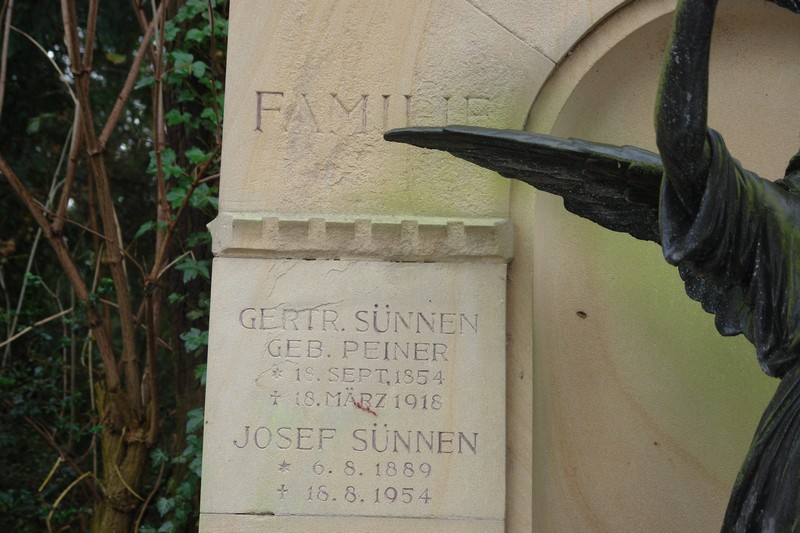 FAMILIE
GERTR. SÜNNEN
GEB. PEINER
* 18. SEPT. 1854
✝ 18. MÄRZ 1918
JOSEF SÜNNEN
* 6. 8. 1889
✝ 18. 8. 1954